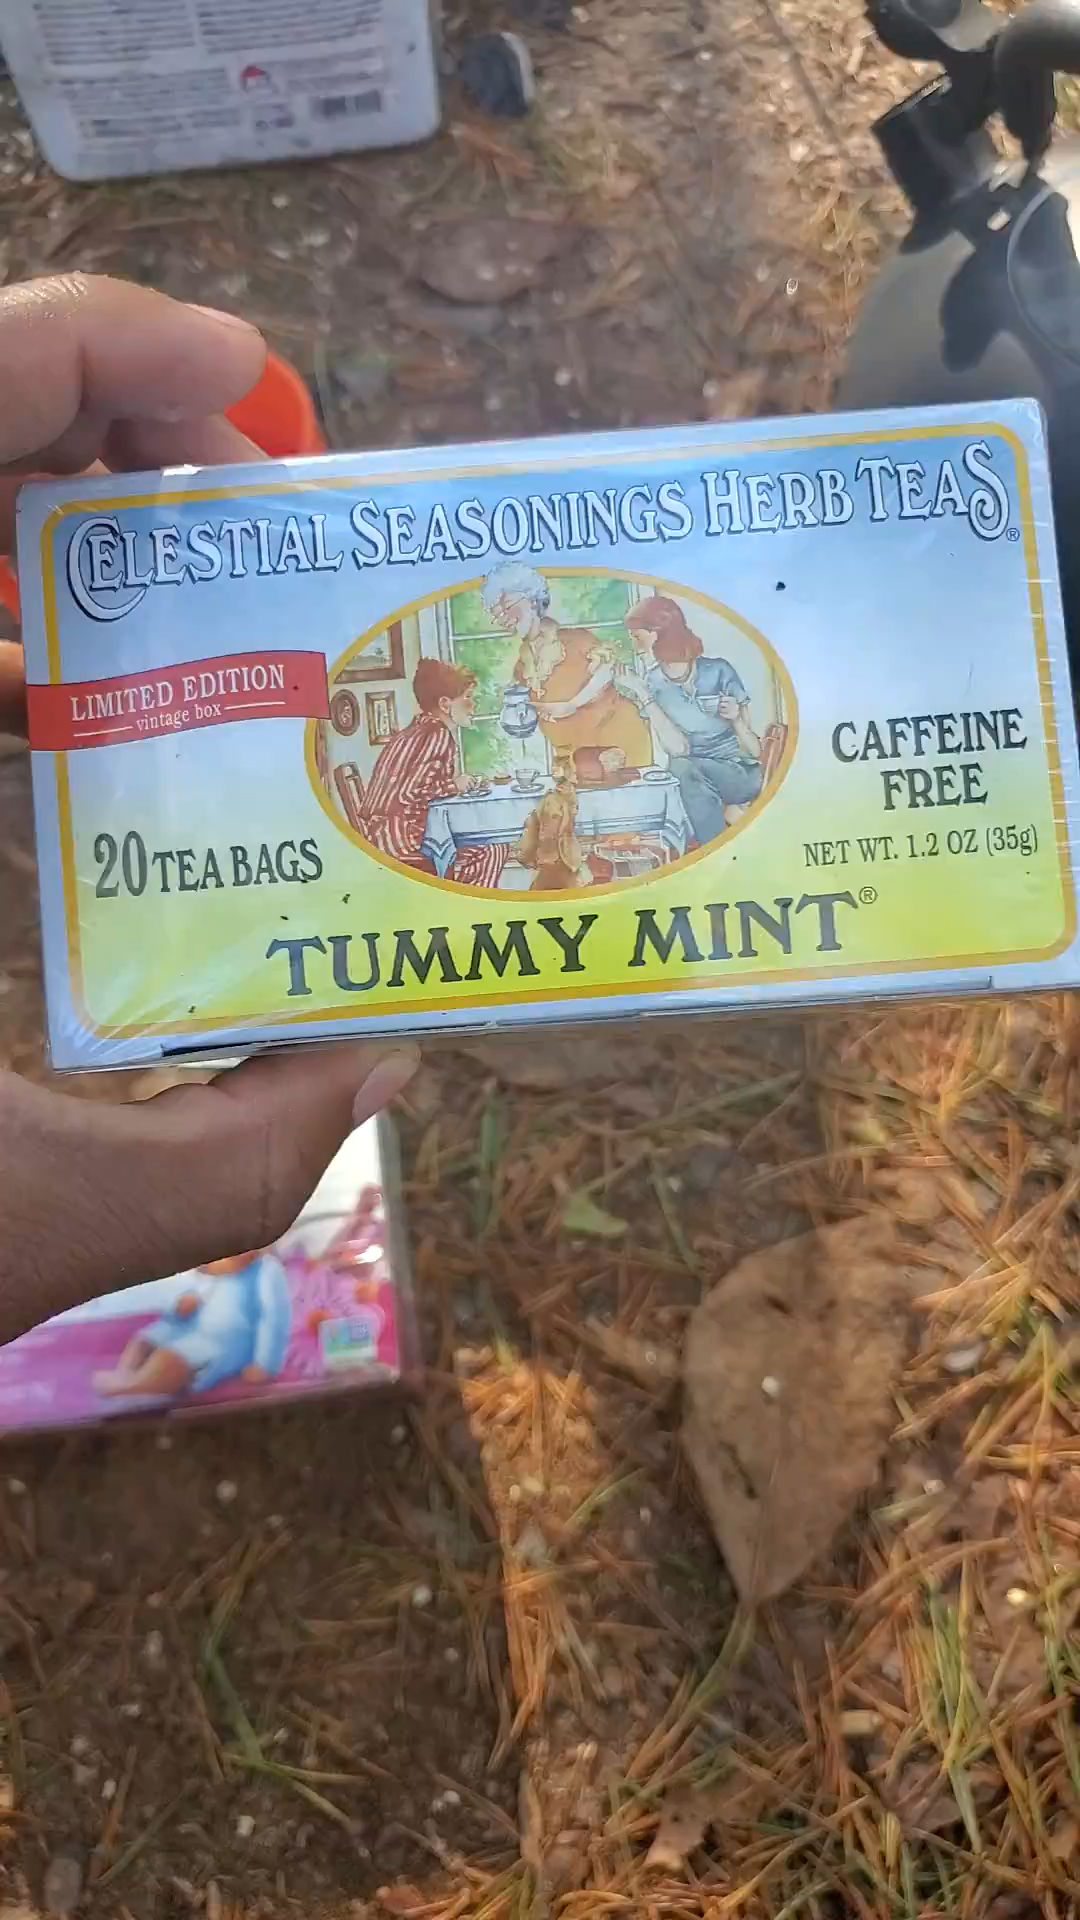 CELESTIAL SEASONINGS HERB TEAS®
LIMITED EDITION
vintage box
CAFFEINE
FREE
20 TEA BAGS
NET WT. 1.2 OZ (35g)
TUMMY MINT®